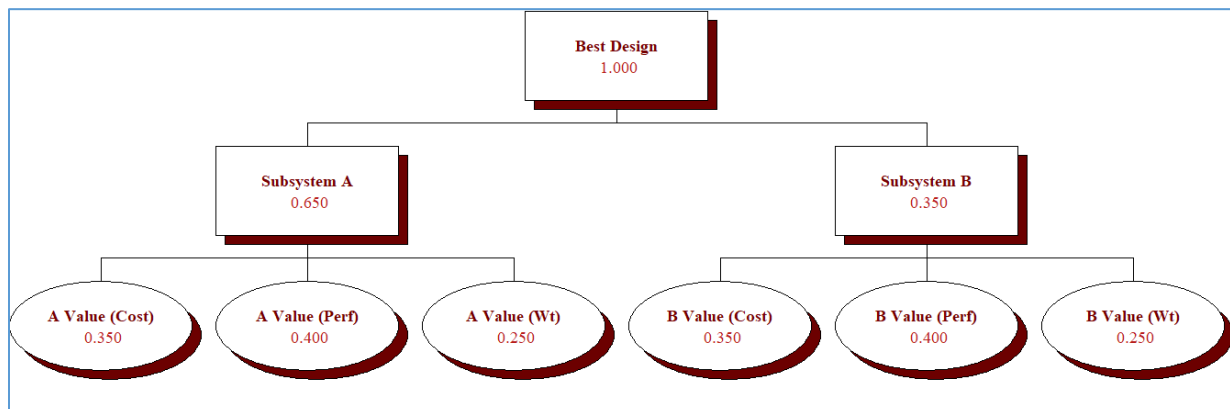 Best Design
1.000
Subsystem A
0.650
Subsystem B
0.350
A Value (Cost)
0.350
A Value (Perf)
0.400
A Value (Wt)
0.250
B Value (Cost)
0.350
B Value (Perf)
0.400
B Value (Wt)
0.250